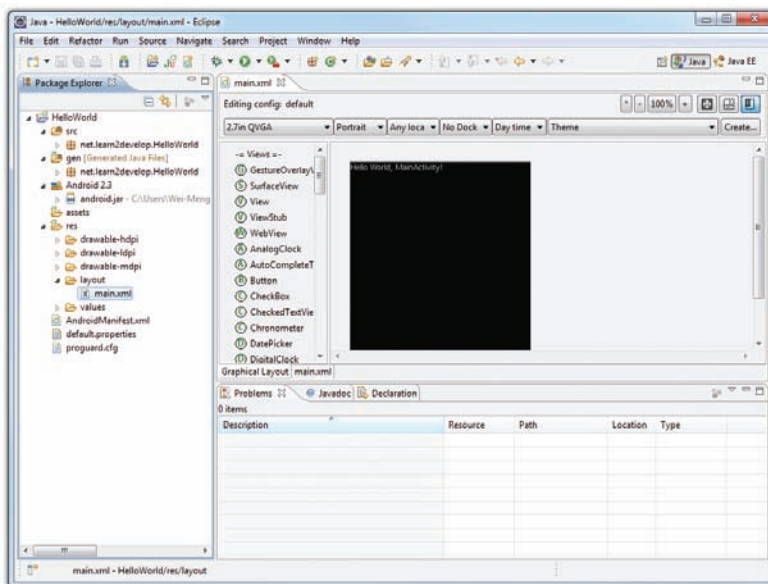 Java - HelloWorld/res/layout/main.xml - Eclipse
File Edit Refactor Run Source Navigate Search Project Window Help
Java Java EE
Package Explorer
HelloWorld
src
net.learn2develop.HelloWorld
gen [Generated Java Files]
net.learn2develop.HelloWorld
Android 2.3
android.jar - C:\Users\Wei-Meng
assets
res
drawable-hdpi
drawable-ldpi
drawable-mdpi
layout
main.xml
values
AndroidManifest.xml
default.properties
proguard.cfg
main.xml
Editing config: default
100%
2.7in QVGA Portrait Any loca No Dock Day time Theme Create...
-= Views =-
GestureOverlayV
SurfaceView
View
ViewStub
WebView
AnalogClock
AutoCompleteT
Button
CheckBox
CheckedTextVie
Chronometer
DatePicker
DigitalClock
Hello World, MainActivity!
Graphical Layout main.xml
Problems Javadoc Declaration
0 items
Description Resource Path Location Type
main.xml - HelloWorld/res/layout